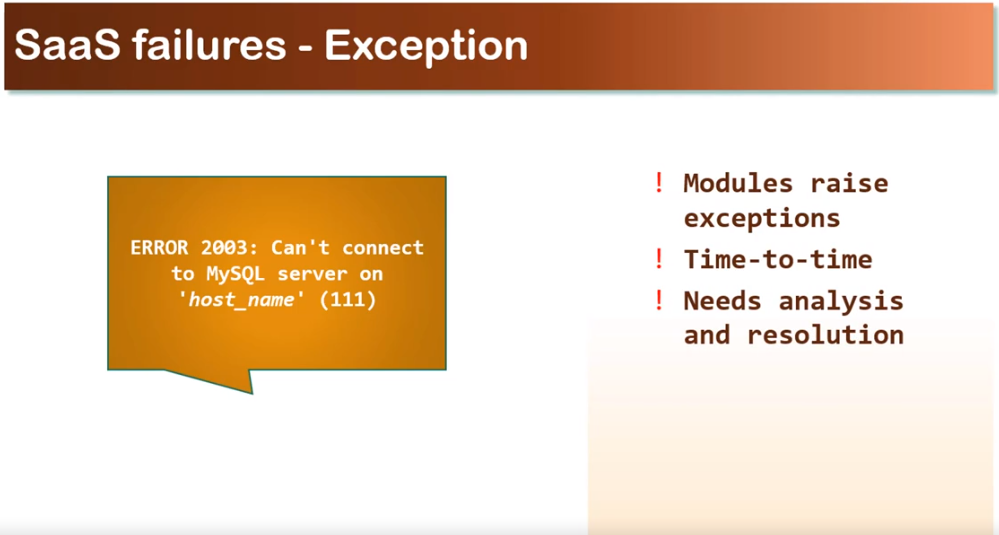 SaaS failures - Exception
ERROR 2003: Can't connect
to MySQL server on
'host_name' (111)
! Modules raise
exceptions
! Time-to-time
! Needs analysis
and resolution